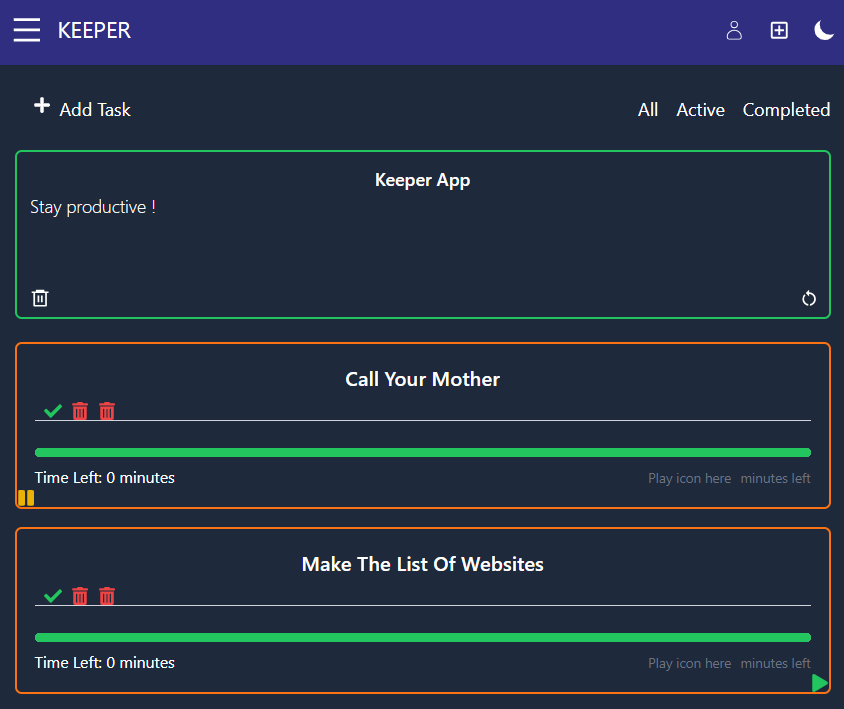 KEEPER
Add Task
All Active Completed
Keeper App
Stay productive !
Call Your Mother
Time Left: 0 minutes
Play icon here minutes left
Make The List Of Websites
Time Left: 0 minutes
Play icon here minutes left